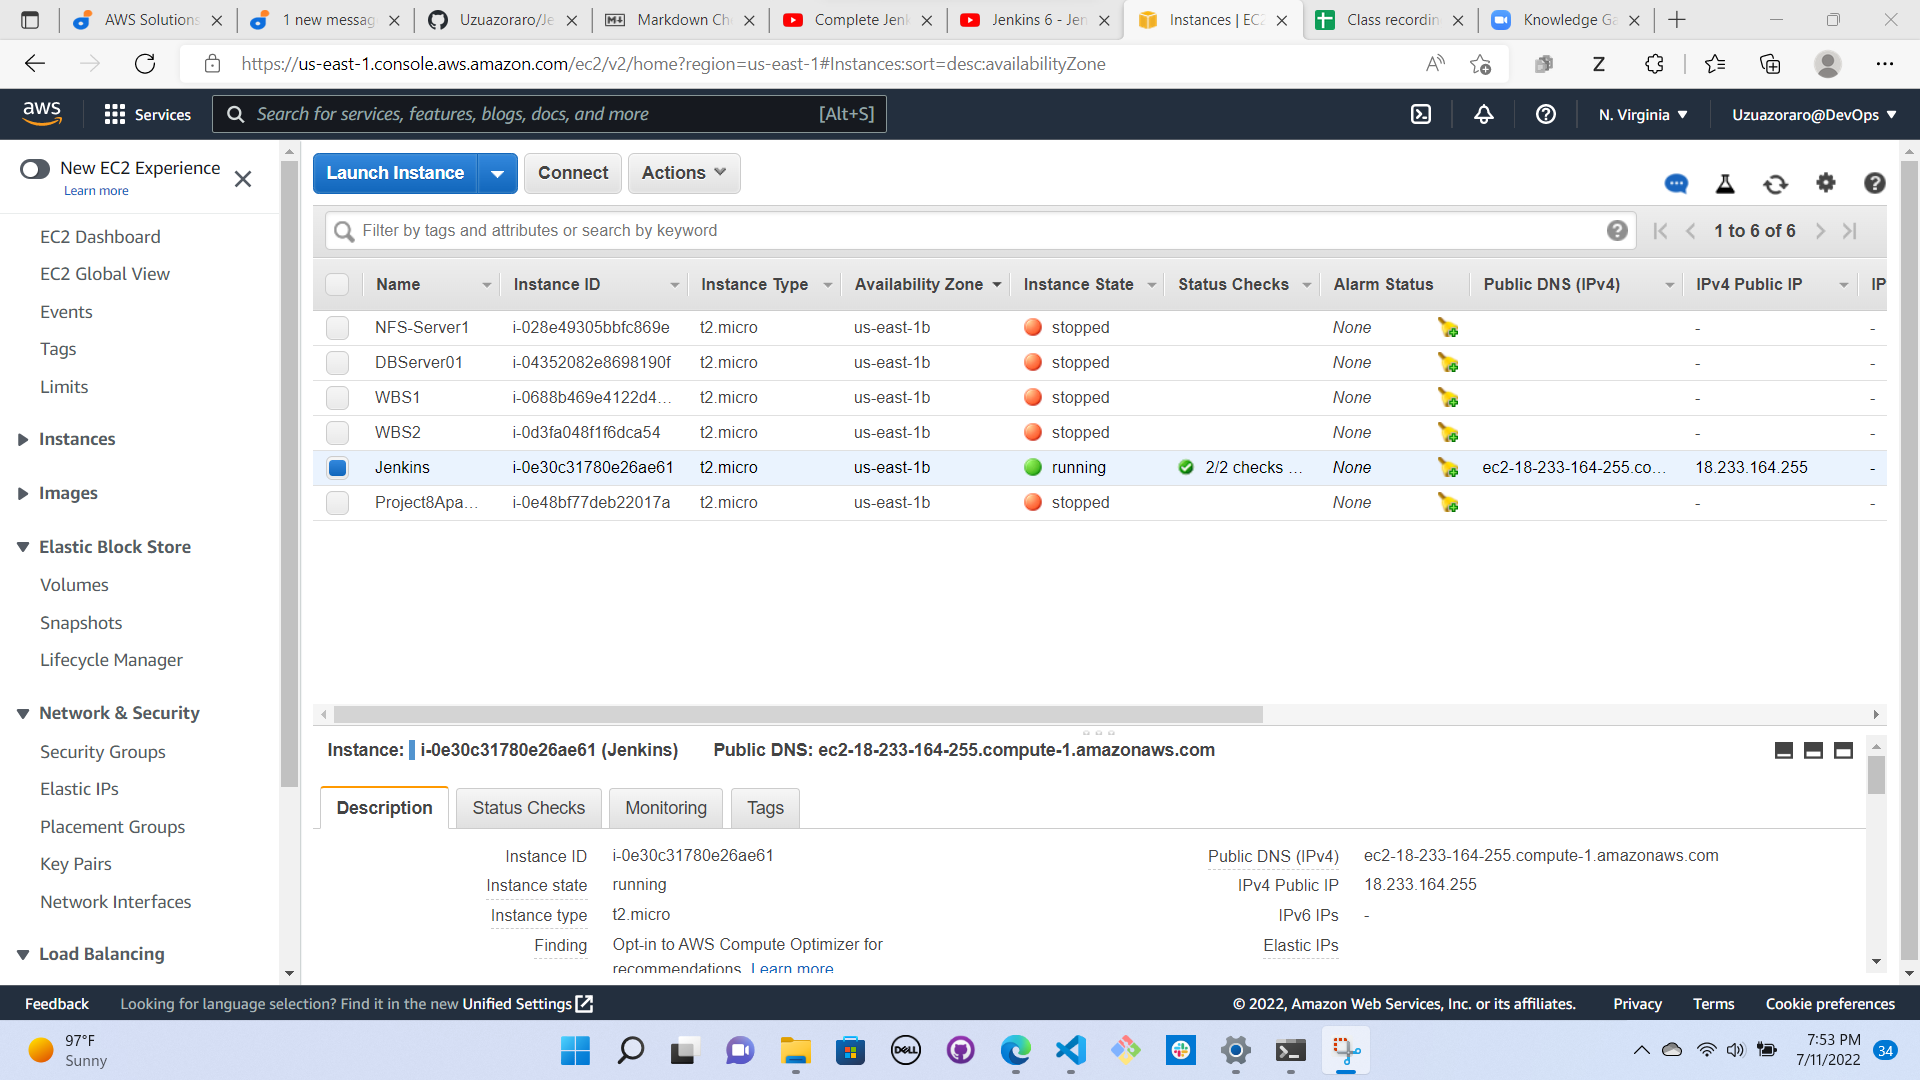 AWS Solutions
1 new messag
Uzuazoraro/Je
Markdown Ch
Complete Jenk
Jenkins 6 - Jen
Instances | EC2
Class recordin
Knowledge Ga
https://us-east-1.console.aws.amazon.com/ec2/v2/home?region=us-east-1#Instances:sort=desc:availabilityZone
aws
Services
Search for services, features, blogs, docs, and more
[Alt+S]
N. Virginia
Uzuazoraro@DevOps
New EC2 Experience
Learn more
EC2 Dashboard
EC2 Global View
Events
Tags
Limits
Instances
Images
Elastic Block Store
Volumes
Snapshots
Lifecycle Manager
Network & Security
Security Groups
Elastic IPs
Placement Groups
Key Pairs
Network Interfaces
Load Balancing
Launch Instance
Connect
Actions
Filter by tags and attributes or search by keyword
1 to 6 of 6
Name Instance ID Instance Type Availability Zone Instance State Status Checks Alarm Status Public DNS (IPv4) IPv4 Public IP IP
NFS-Server1 i-028e49305bbfc869e t2.micro us-east-1b stopped None - -
DBServer01 i-04352082e8698190f t2.micro us-east-1b stopped None - -
WBS1 i-0688b469e4122d4... t2.micro us-east-1b stopped None - -
WBS2 i-0d3fa048f1f6dca54 t2.micro us-east-1b stopped None - -
Jenkins i-0e30c31780e26ae61 t2.micro us-east-1b running 2/2 checks ... None ec2-18-233-164-255.co... 18.233.164.255 -
Project8Apa... i-0e48bf77deb22017a t2.micro us-east-1b stopped None - -
Instance: i-0e30c31780e26ae61 (Jenkins) Public DNS: ec2-18-233-164-255.compute-1.amazonaws.com
Description
Status Checks
Monitoring
Tags
Instance ID i-0e30c31780e26ae61
Instance state running
Instance type t2.micro
Finding Opt-in to AWS Compute Optimizer for
recommendations. Learn more
Public DNS (IPv4) ec2-18-233-164-255.compute-1.amazonaws.com
IPv4 Public IP 18.233.164.255
IPv6 IPs -
Elastic IPs
Feedback
Looking for language selection? Find it in the new Unified Settings
© 2022, Amazon Web Services, Inc. or its affiliates.
Privacy
Terms
Cookie preferences
97°F
Sunny
DELL
7:53 PM
7/11/2022
34